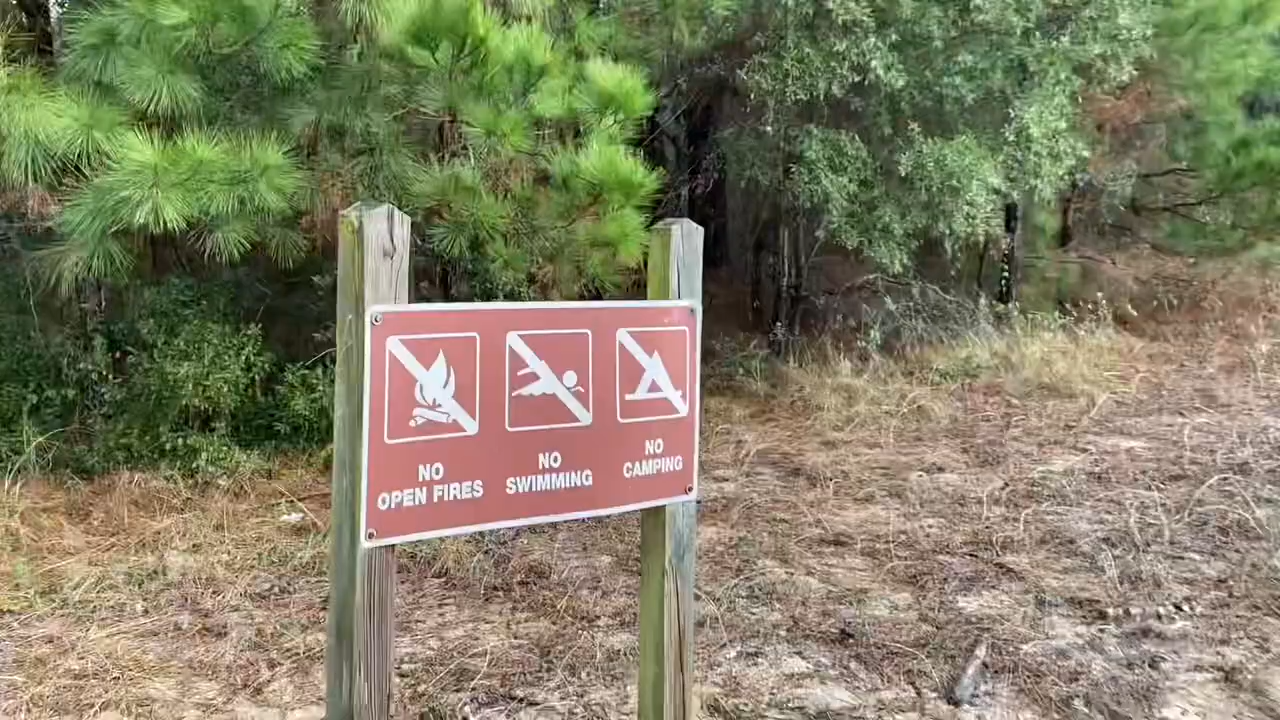 NO
OPEN FIRES
NO
SWIMMING
NO
CAMPING